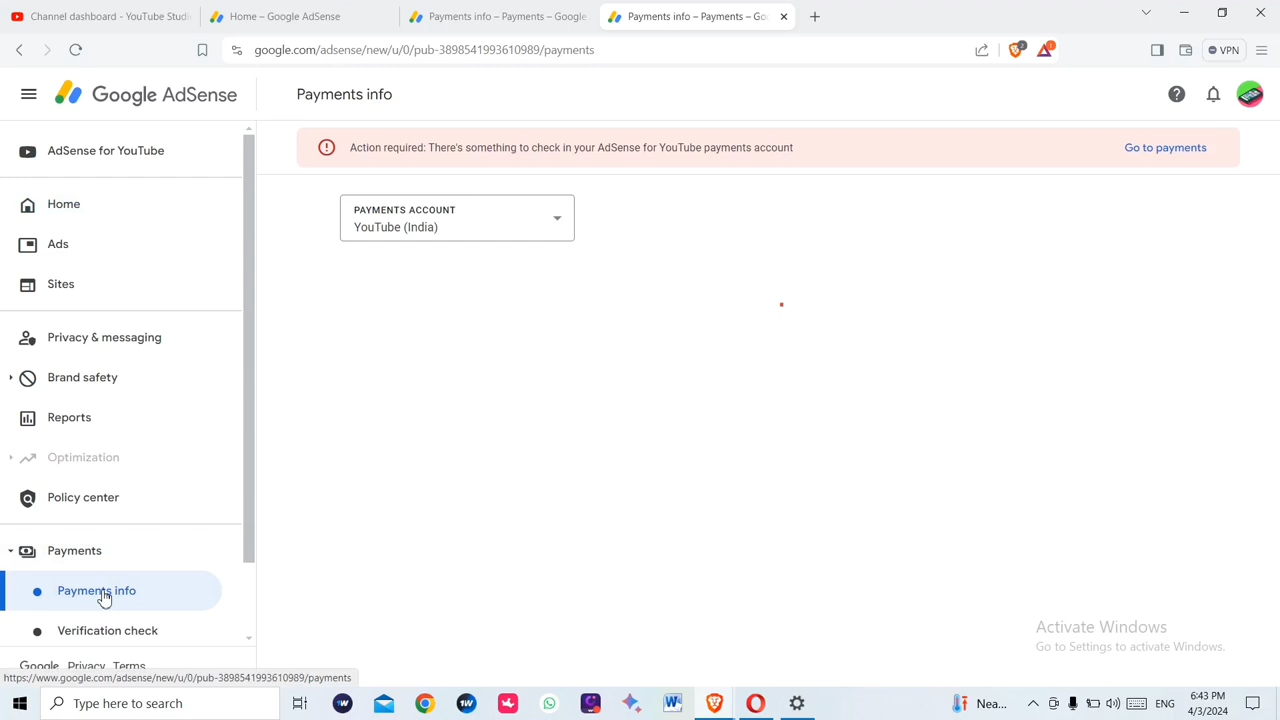 Channel dashboard - YouTube Studi
Home – Google AdSense
Payments info – Payments – Google
Payments info – Payments – Go
google.com/adsense/new/u/0/pub-3898541993610989/payments
2
1
VPN
Google AdSense
Payments info
AdSense for YouTube
Action required: There's something to check in your AdSense for YouTube payments account
Go to payments
Home
PAYMENTS ACCOUNT
YouTube (India)
Ads
Sites
Privacy & messaging
Brand safety
Reports
Optimization
Policy center
Payments
Payments info
Verification check
Activate Windows
Go to Settings to activate Windows.
Google Privacy Terms
https://www.google.com/adsense/new/u/0/pub-3898541993610989/payments
Type here to search
Nea...
ENG
6:43 PM
4/3/2024